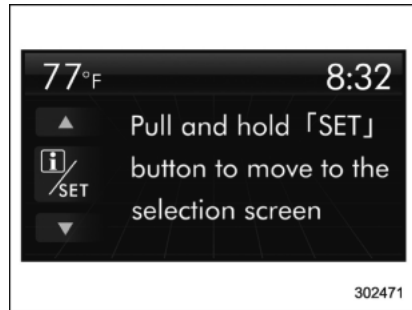 77°F 8:32
Pull and hold「SET」
i/SET
button to move to the
selection screen
302471